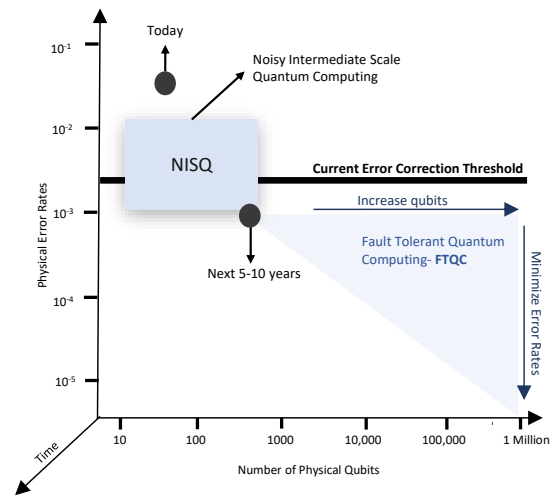 Today
10-1
Noisy Intermediate Scale
Quantum Computing
10-2
NISQ
Current Error Correction Threshold
Increase qubits
10-3
Fault Tolerant Quantum
Computing- FTQC
Next 5-10 years
Minimize Error Rates
Physical Error Rates
10-4
10-5
10
100
1000
10,000
100,000
1 Million
Time
Number of Physical Qubits